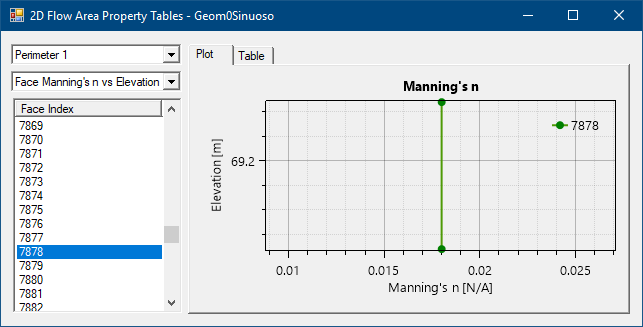 2D Flow Area Property Tables - Geom0Sinuoso
Perimeter 1
Face Manning's n vs Elevation
Face Index
7869
7870
7871
7872
7873
7874
7875
7876
7877
7878
7879
7880
7881
7882
Plot
Table
Manning's n
7878
Elevation [m]
69.2
0.01
0.015
0.02
0.025
Manning's n [N/A]